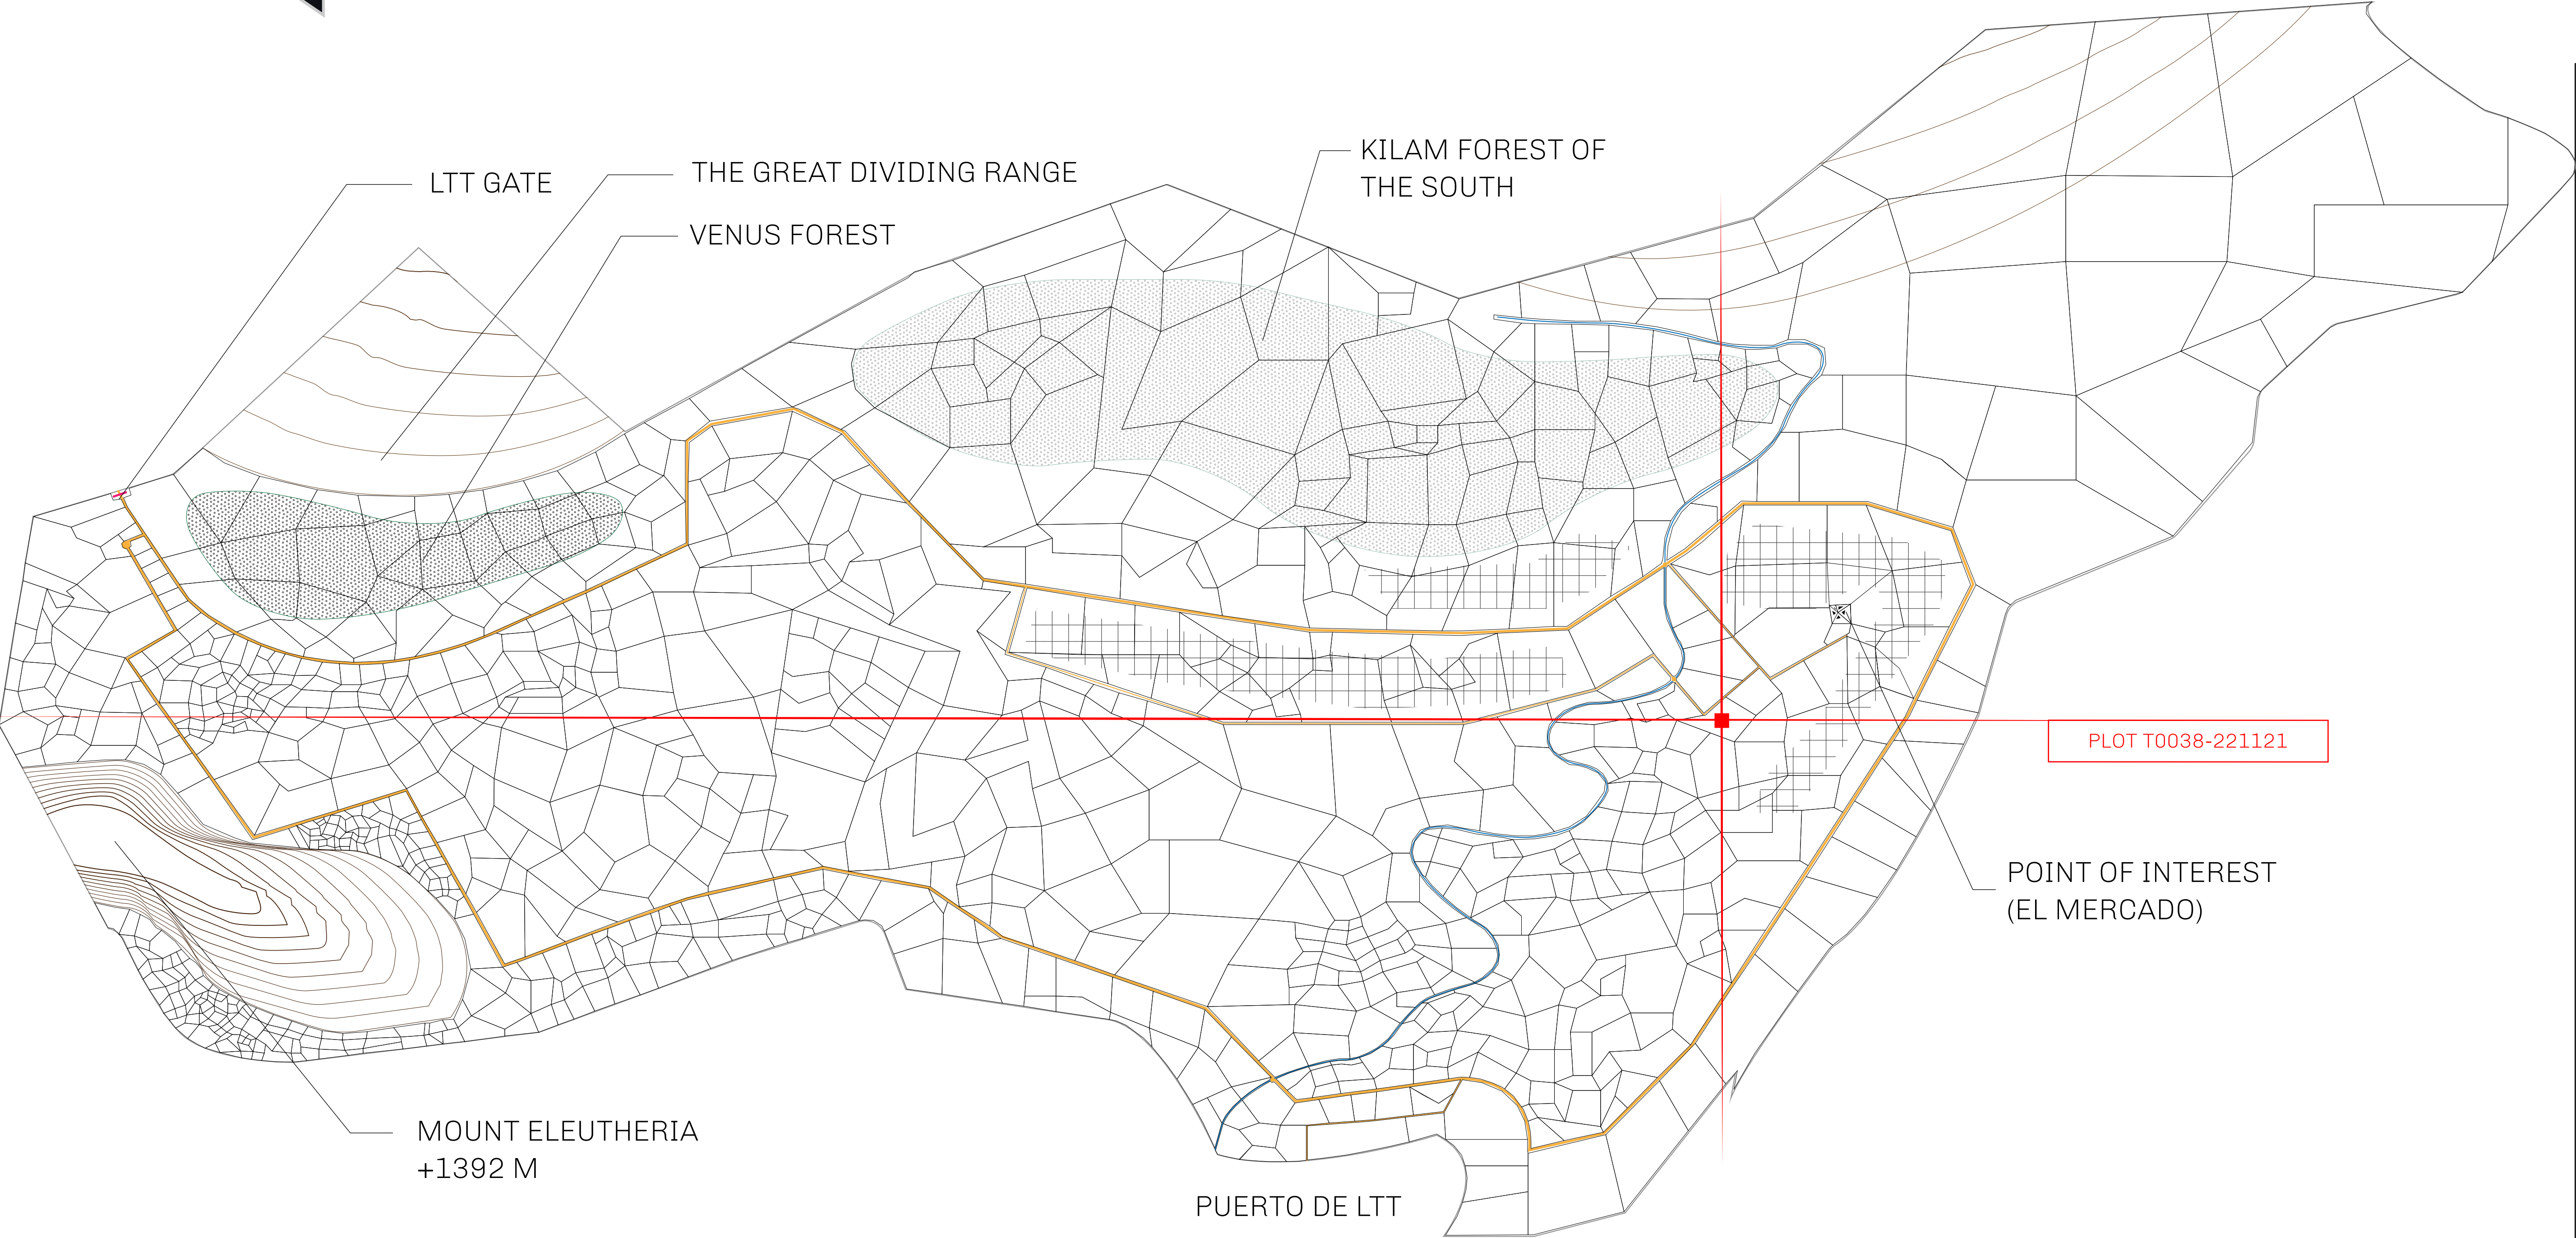 KILAM FOREST OF
THE SOUTH
THE GREAT DIVIDING RANGE
LTT GATE
VENUS FOREST
PLOT T0038-221121
POINT OF INTEREST
(EL MERCADO)
MOUNT ELEUTHERIA
+1392 M
PUERTO DE LTT